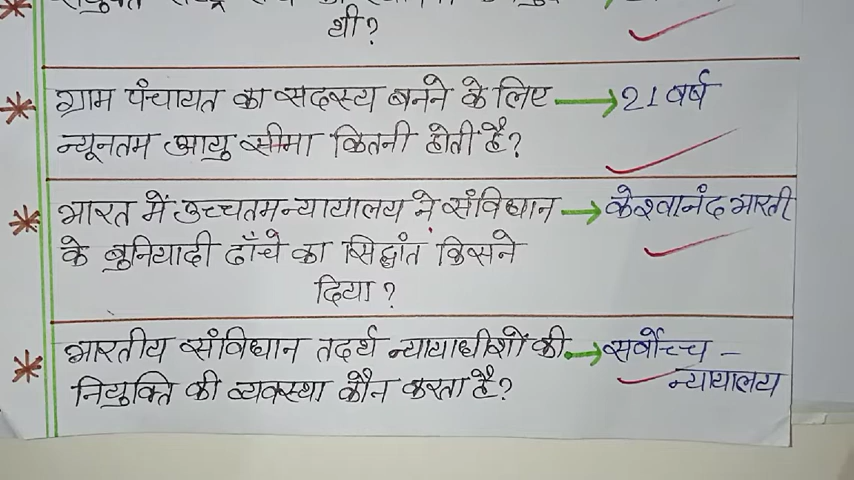 थी?
ग्राम पंचायत का सदस्य बनने के लिए → 21 वर्ष
न्यूनतम आयु सीमा कितनी होती है?
भारत में उच्चतम न्यायालय ने संविधान → केशवानंद भारती
के बुनियादी ढाँचे का सिद्धांत किसने
दिया?
भारतीय संविधान तदर्थ न्यायाधीशों की → सर्वोच्च -
नियुक्ति की व्यवस्था कौन करता है? न्यायालय